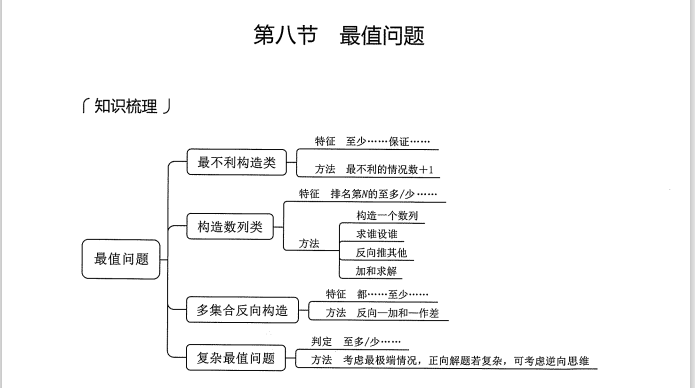 第八节 最值问题
知识梳理
最值问题
最不利构造类
特征 至少……保证……
方法 最不利的情况数+1
构造数列类
特征 排名第N的至多/少……
方法
构造一个数列
求谁设谁
反向推其他
加和求解
多集合反向构造
特征 都……至少……
方法 反向—加和—作差
复杂最值问题
判定 至多/少……
方法 考虑最极端情况，正向解题若复杂，可考虑逆向思维